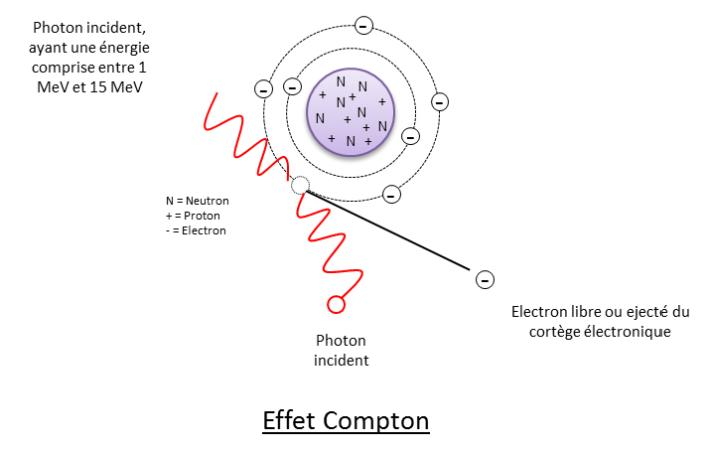 Photon incident,
ayant une énergie
comprise entre 1
MeV et 15 MeV
-
-
-
-
N
N
+
+
N
+
N
N
+
+
N
+
N
+
-
-
N = Neutron
+ = Proton
- = Electron
-
Electron libre ou ejecté du
cortège électronique
Photon
incident
Effet Compton